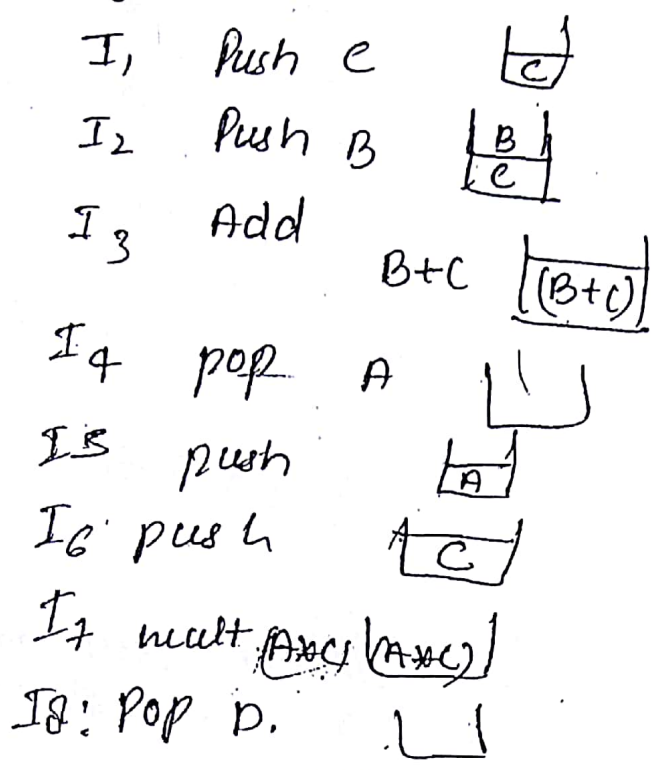 I1 Push C C
I2 Push B B
C
I3 Add
B+C (B+C)
I4 pop A
I5 push A
I6 push A C
I7 mult (A*C) (A*C)
I8: Pop D.